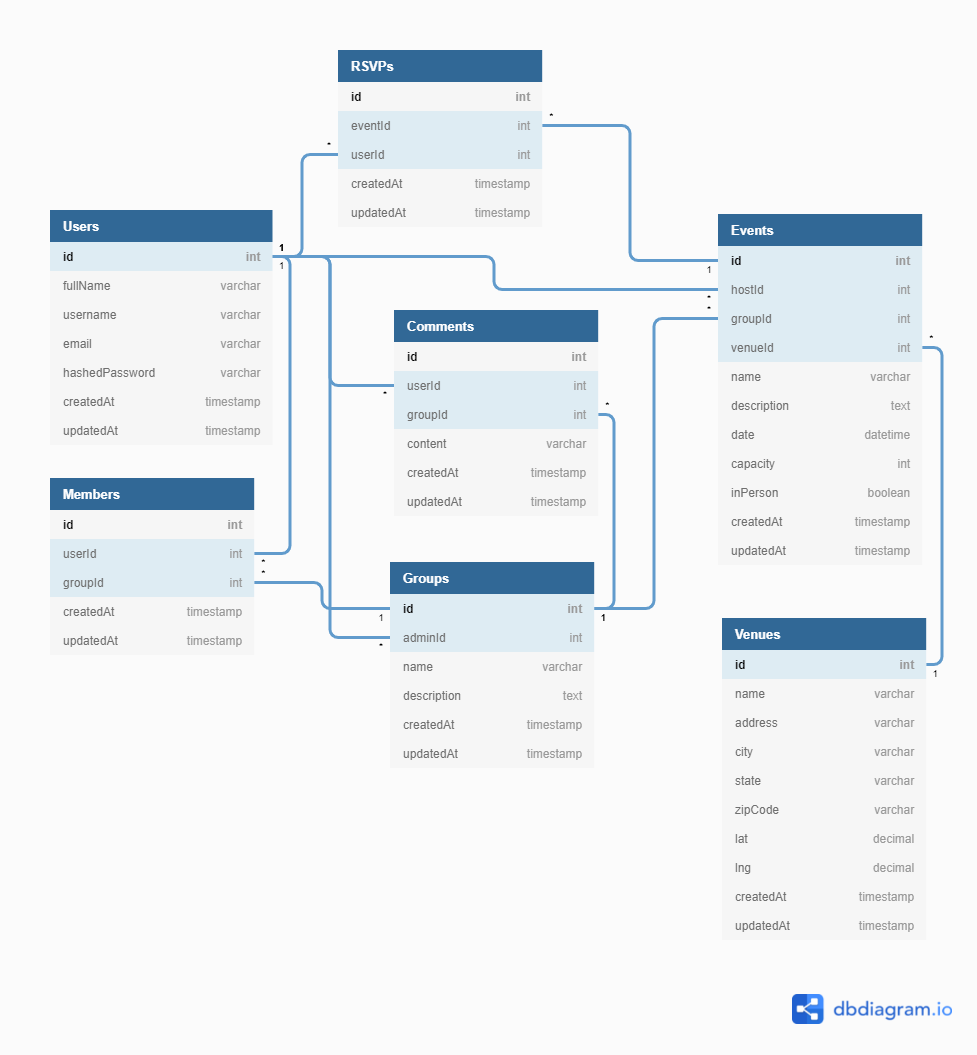 RSVPs
id int
eventId int
userId int
createdAt timestamp
updatedAt timestamp
*
*
Users
id int
fullName varchar
username varchar
email varchar
hashedPassword varchar
createdAt timestamp
updatedAt timestamp
1
1
Events
id int
hostId int
groupId int
venueId int
name varchar
description text
date datetime
capacity int
inPerson boolean
createdAt timestamp
updatedAt timestamp
1
*
*
*
Comments
id int
userId int
groupId int
content varchar
createdAt timestamp
updatedAt timestamp
*
*
Members
id int
userId int
groupId int
createdAt timestamp
updatedAt timestamp
*
*
Groups
id int
adminId int
name varchar
description text
createdAt timestamp
updatedAt timestamp
1
*
1
Venues
id int
name varchar
address varchar
city varchar
state varchar
zipCode varchar
lat decimal
lng decimal
createdAt timestamp
updatedAt timestamp
1
dbdiagram.io